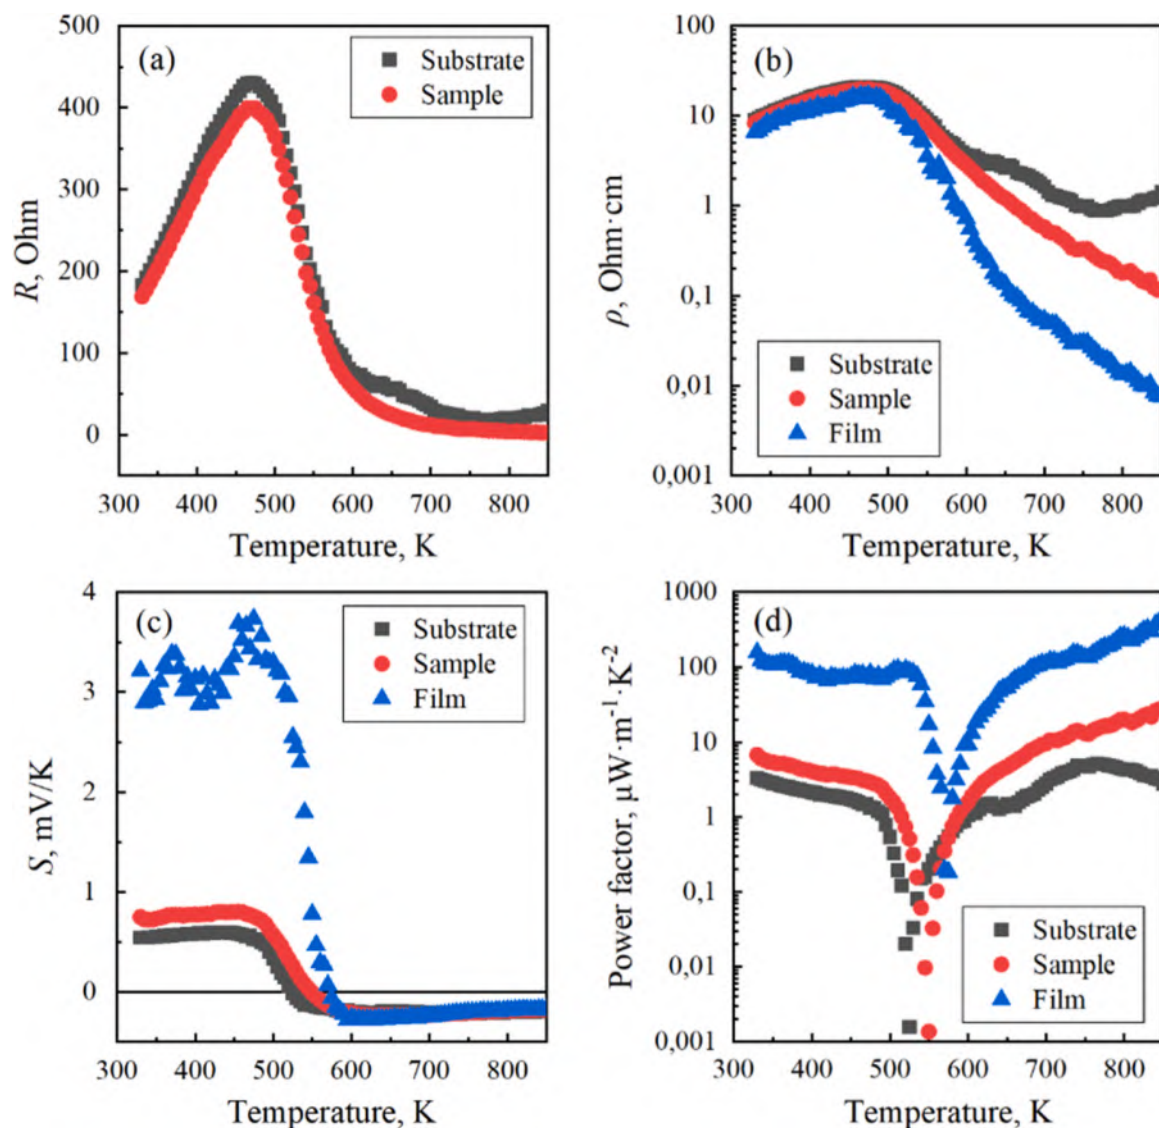 (a)
Substrate
Sample
R, Ohm
500
400
300
200
100
0
300 400 500 600 700 800
Temperature, K
(b)
Substrate
Sample
Film
ρ, Ohm·cm
100
10
1
0,1
0,01
0,001
300 400 500 600 700 800
Temperature, K
(c)
Substrate
Sample
Film
S, mV/K
4
3
2
1
0
300 400 500 600 700 800
Temperature, K
(d)
Substrate
Sample
Film
Power factor, μW·m⁻¹·K⁻²
1000
100
10
1
0,1
0,01
0,001
300 400 500 600 700 800
Temperature, K